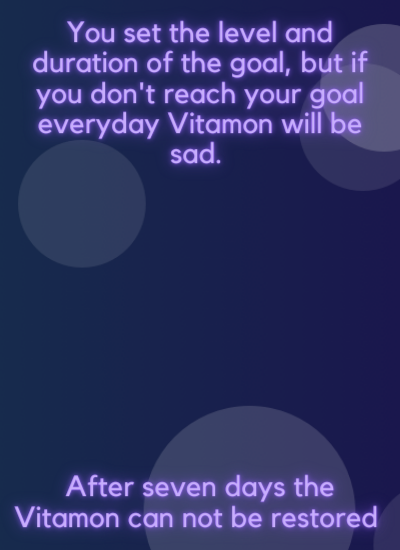 You set the level and
duration of the goal, but if
you don't reach your goal
everyday Vitamon will be
sad.
After seven days the
Vitamon can not be restored